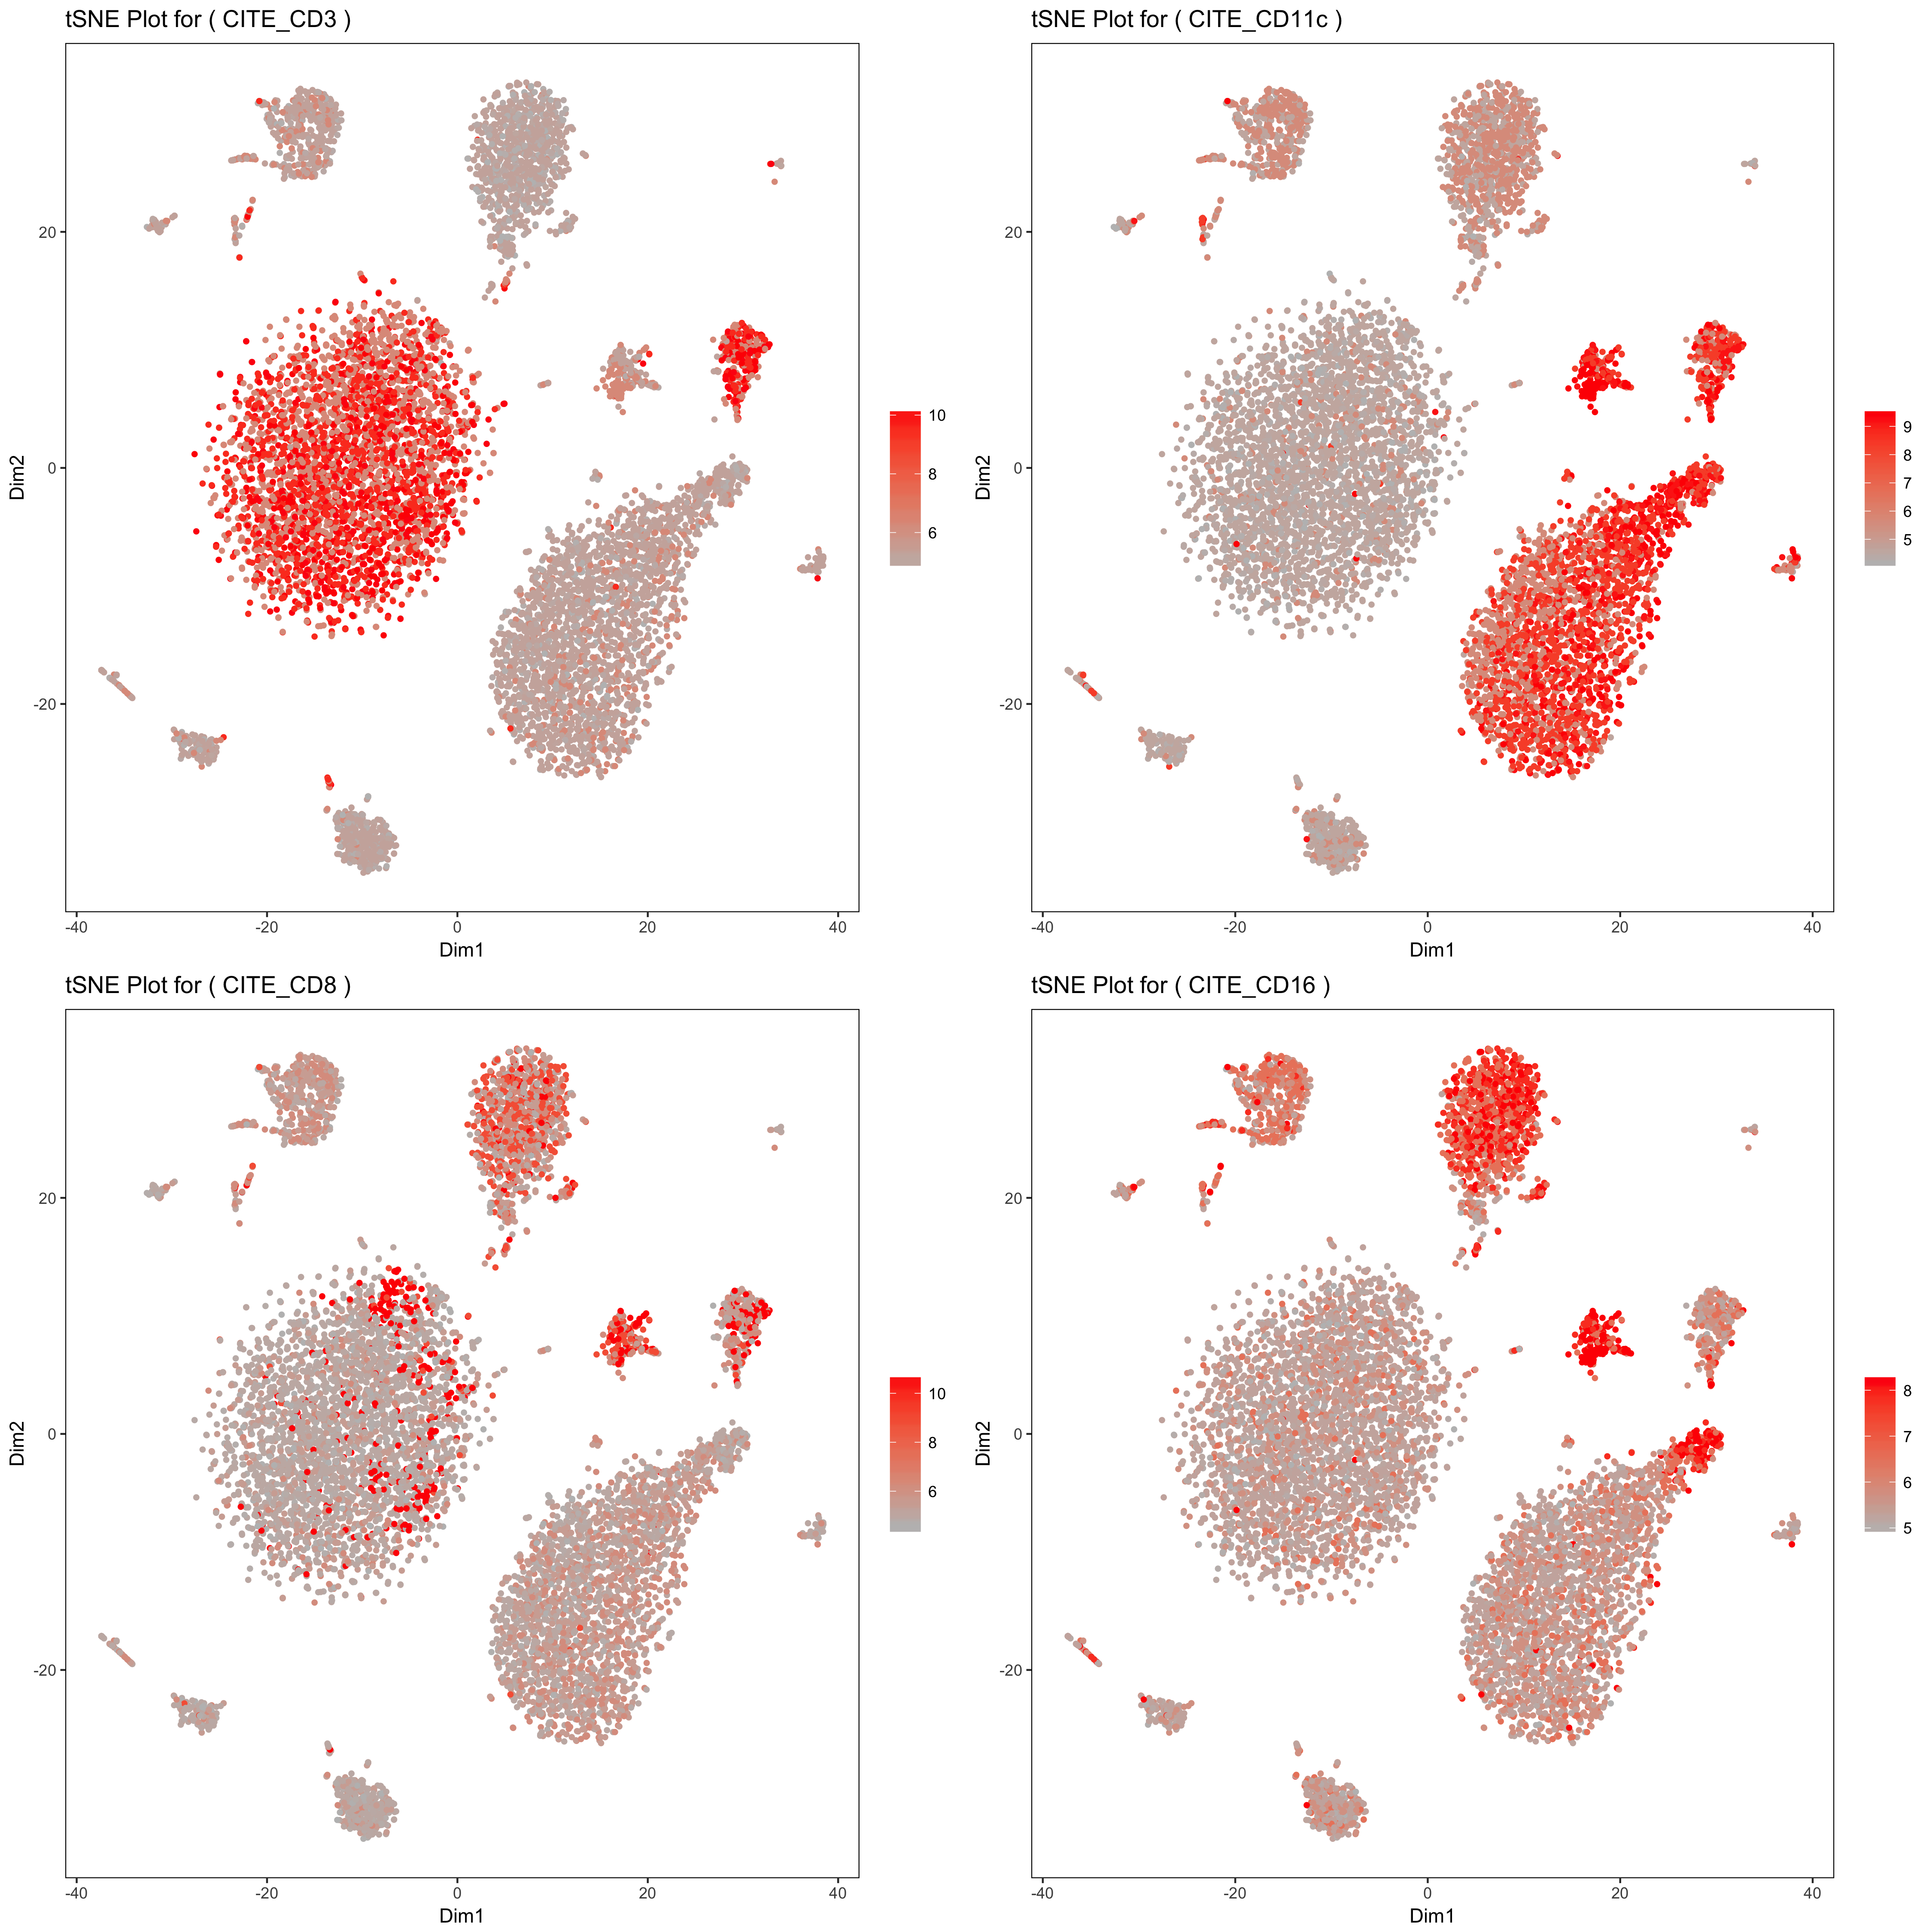 tSNE Plot for ( CITE_CD3 )
20
0
-20
Dim2
-40 -20 0 20 40
Dim1
10
8
6
tSNE Plot for ( CITE_CD11c )
20
0
-20
Dim2
-40 -20 0 20 40
Dim1
9
8
7
6
5
tSNE Plot for ( CITE_CD8 )
20
0
-20
Dim2
-40 -20 0 20 40
Dim1
10
8
6
tSNE Plot for ( CITE_CD16 )
20
0
-20
Dim2
-40 -20 0 20 40
Dim1
8
7
6
5